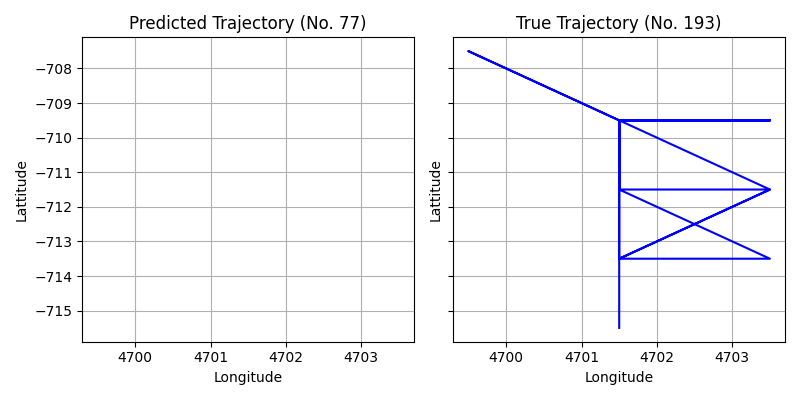 Predicted Trajectory (No. 77)
True Trajectory (No. 193)
−708
−709
−710
−711
−712
−713
−714
−715
Lattitude
Lattitude
4700 4701 4702 4703
4700 4701 4702 4703
Longitude
Longitude